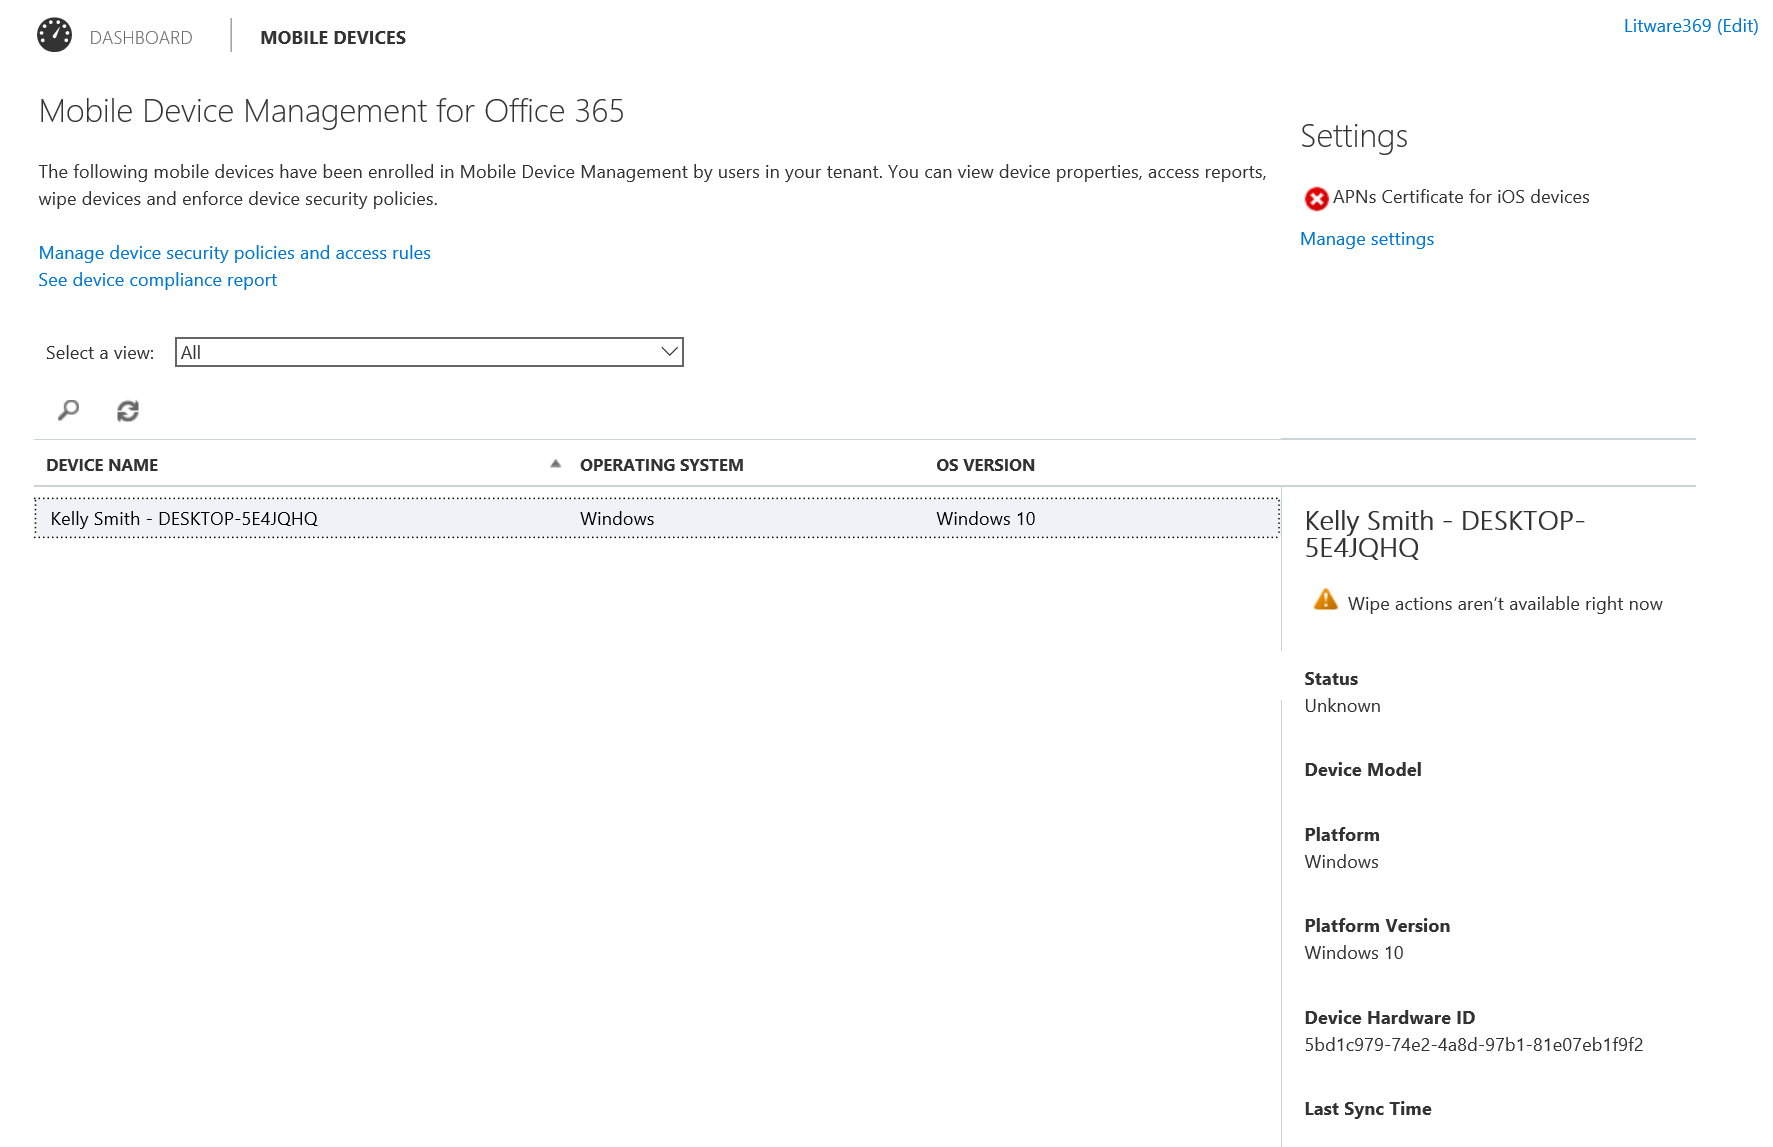 DASHBOARD
MOBILE DEVICES
Litware369 (Edit)
Mobile Device Management for Office 365
The following mobile devices have been enrolled in Mobile Device Management by users in your tenant. You can view device properties, access reports,
wipe devices and enforce device security policies.
Manage device security policies and access rules
See device compliance report
Settings
APNs Certificate for iOS devices
Manage settings
Select a view: All
DEVICE NAME OPERATING SYSTEM OS VERSION
Kelly Smith - DESKTOP-5E4JQHQ Windows Windows 10
Kelly Smith - DESKTOP-
5E4JQHQ
Wipe actions aren't available right now
Status
Unknown
Device Model
Platform
Windows
Platform Version
Windows 10
Device Hardware ID
5bd1c979-74e2-4a8d-97b1-81e07eb1f9f2
Last Sync Time